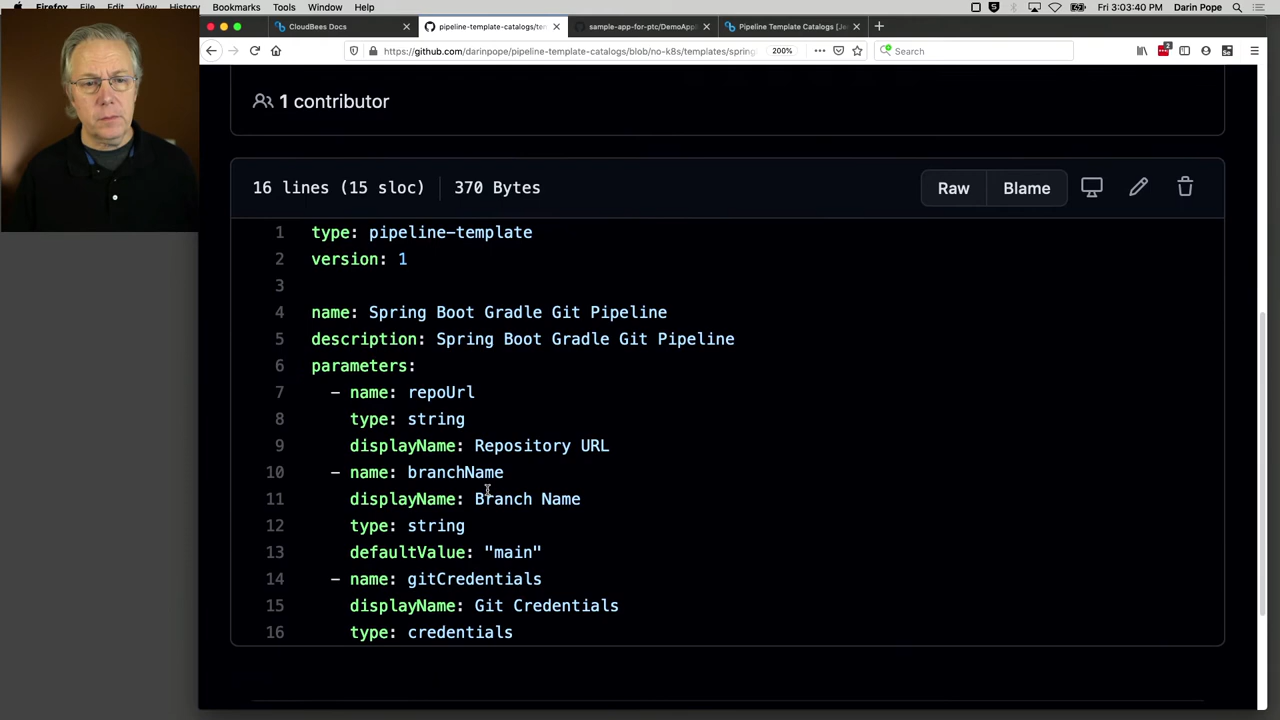 Firefox File Edit View History Bookmarks Tools Window Help Fri 3:03:40 PM Darin Pope
CloudBees Docs
pipeline-template-catalogs/ten
sample-app-for-ptc/DemoAppl
Pipeline Template Catalogs [Je
https://github.com/darinpope/pipeline-template-catalogs/blob/no-k8s/templates/spring
200%
Search
1 contributor
16 lines (15 sloc) 370 Bytes
Raw Blame
1 type: pipeline-template
2 version: 1
3
4 name: Spring Boot Gradle Git Pipeline
5 description: Spring Boot Gradle Git Pipeline
6 parameters:
7 - name: repoUrl
8 type: string
9 displayName: Repository URL
10 - name: branchName
11 displayName: Branch Name
12 type: string
13 defaultValue: "main"
14 - name: gitCredentials
15 displayName: Git Credentials
16 type: credentials